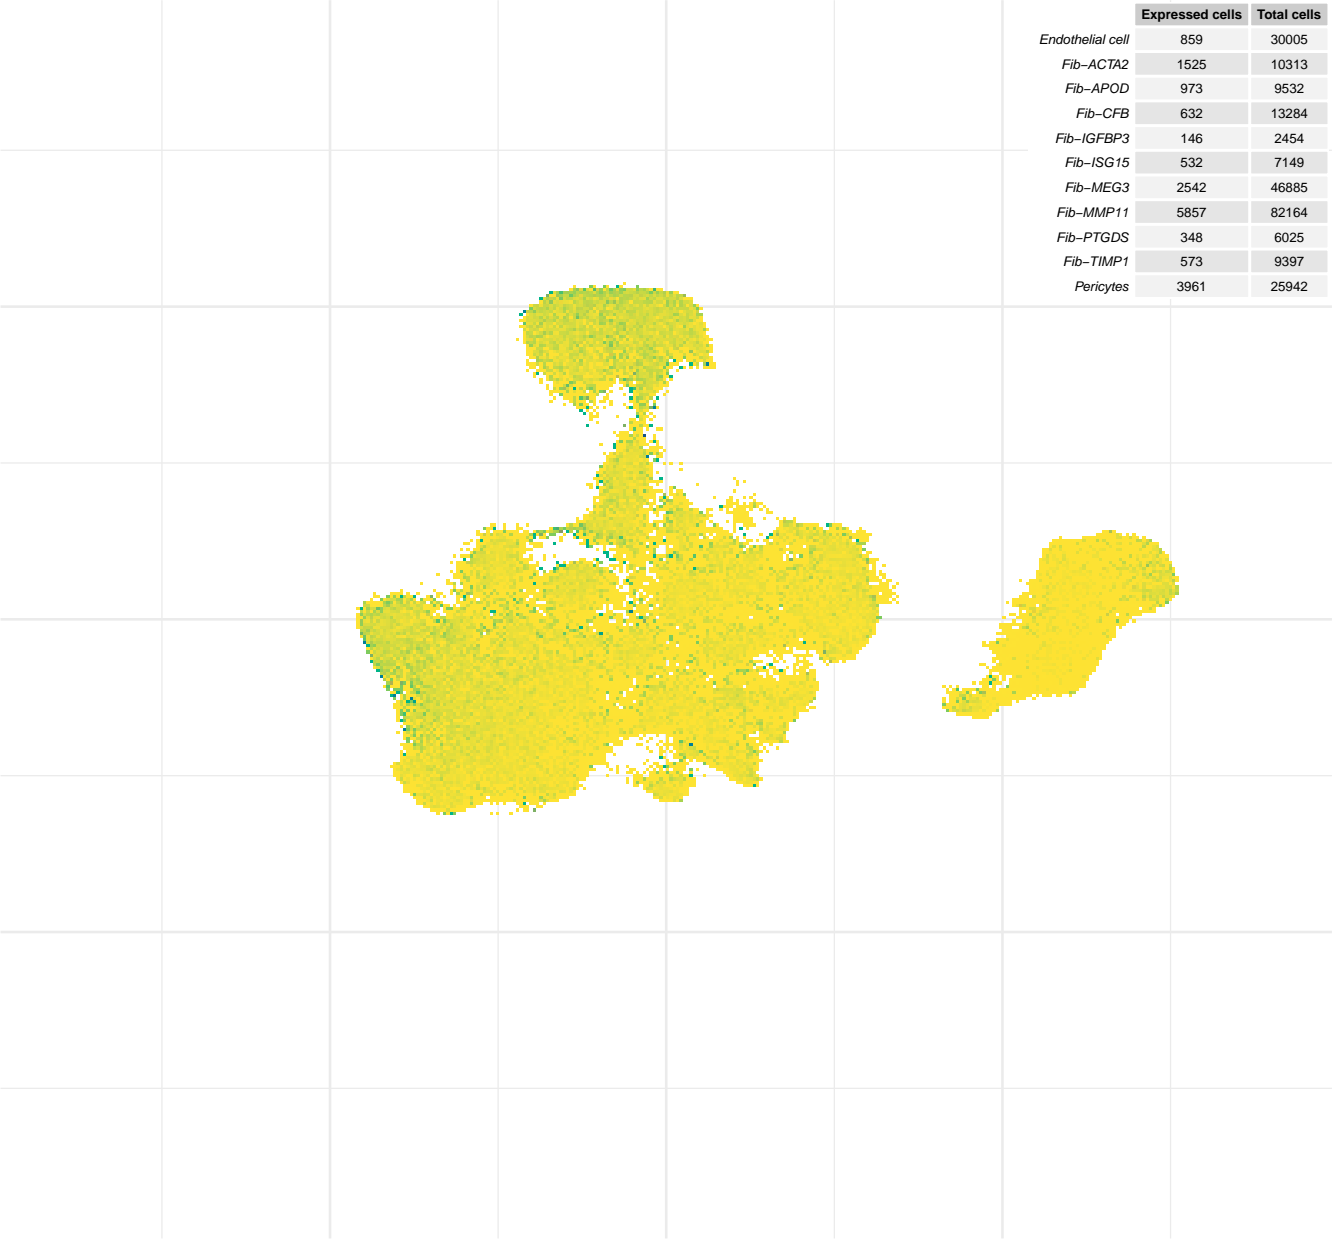 Expressed cells Total cells
Endothelial cell 859 30005
Fib−ACTA2 1525 10313
Fib−APOD 973 9532
Fib−CFB 632 13284
Fib−IGFBP3 146 2454
Fib−ISG15 532 7149
Fib−MEG3 2542 46885
Fib−MMP11 5857 82164
Fib−PTGDS 348 6025
Fib−TIMP1 573 9397
Pericytes 3961 25942